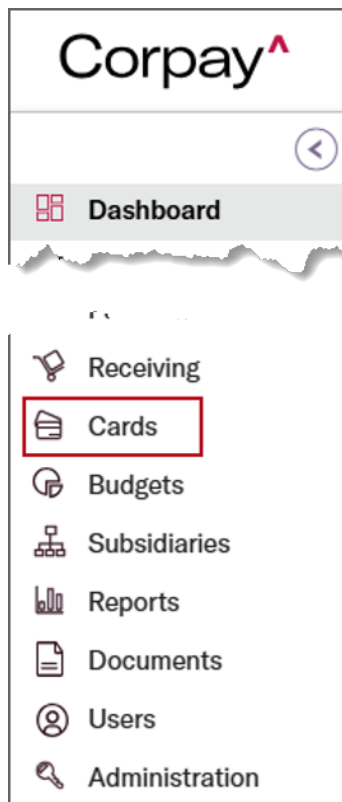 Corpay^
Dashboard
Receiving
Cards
Budgets
Subsidiaries
Reports
Documents
Users
Administration